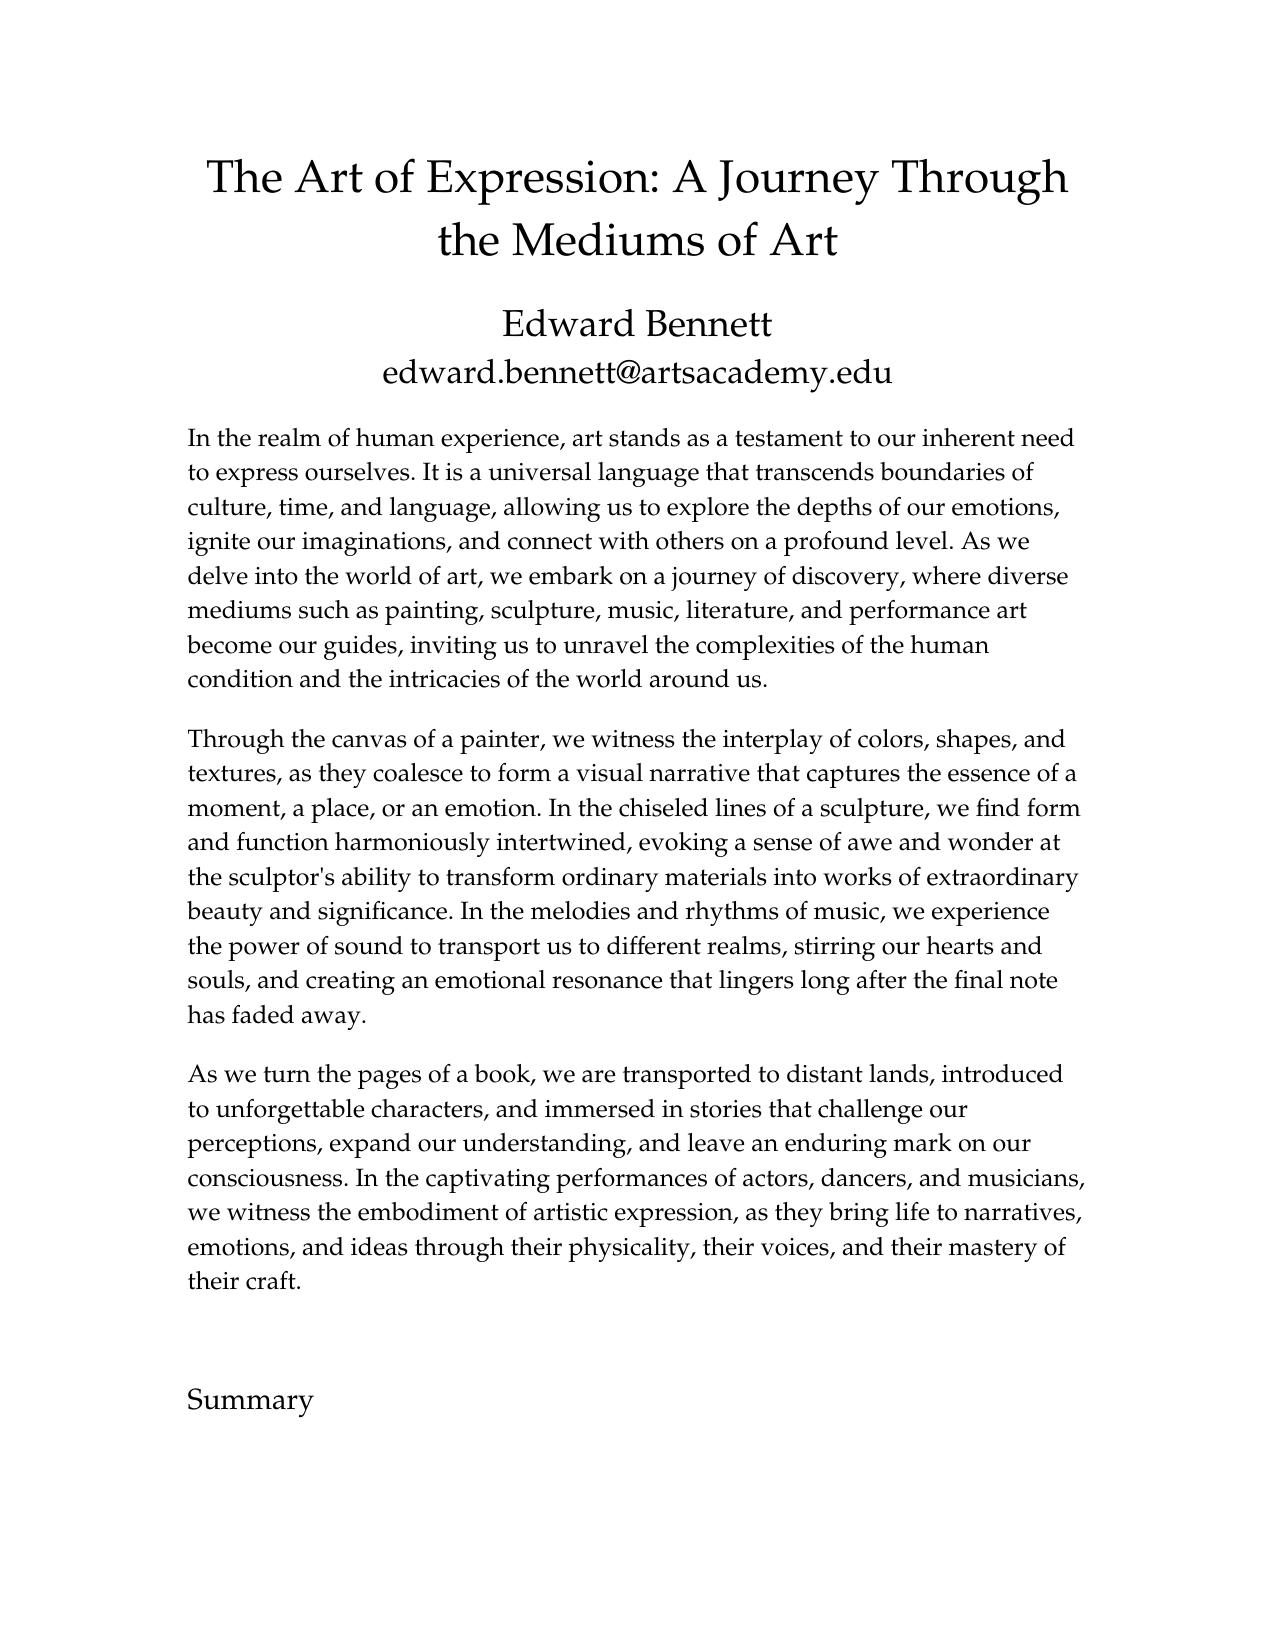 The Art of Expression: A Journey Through
the Mediums of Art
Edward Bennett
edward.bennett@artsacademy.edu
In the realm of human experience, art stands as a testament to our inherent need
to express ourselves. It is a universal language that transcends boundaries of
culture, time, and language, allowing us to explore the depths of our emotions,
ignite our imaginations, and connect with others on a profound level. As we
delve into the world of art, we embark on a journey of discovery, where diverse
mediums such as painting, sculpture, music, literature, and performance art
become our guides, inviting us to unravel the complexities of the human
condition and the intricacies of the world around us.
Through the canvas of a painter, we witness the interplay of colors, shapes, and
textures, as they coalesce to form a visual narrative that captures the essence of a
moment, a place, or an emotion. In the chiseled lines of a sculpture, we find form
and function harmoniously intertwined, evoking a sense of awe and wonder at
the sculptor's ability to transform ordinary materials into works of extraordinary
beauty and significance. In the melodies and rhythms of music, we experience
the power of sound to transport us to different realms, stirring our hearts and
souls, and creating an emotional resonance that lingers long after the final note
has faded away.
As we turn the pages of a book, we are transported to distant lands, introduced
to unforgettable characters, and immersed in stories that challenge our
perceptions, expand our understanding, and leave an enduring mark on our
consciousness. In the captivating performances of actors, dancers, and musicians,
we witness the embodiment of artistic expression, as they bring life to narratives,
emotions, and ideas through their physicality, their voices, and their mastery of
their craft.
Summary